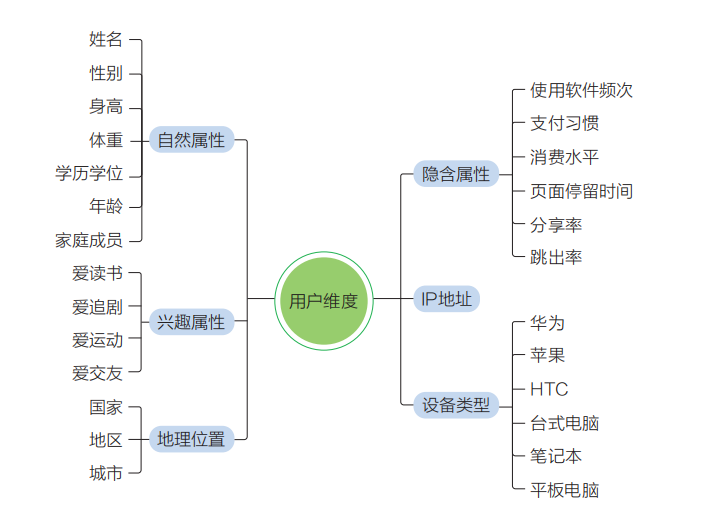 姓名
性别
身高
体重
学历学位
年龄
家庭成员
自然属性
爱读书
爱追剧
爱运动
爱交友
兴趣属性
国家
地区
城市
地理位置
用户维度
隐含属性
使用软件频次
支付习惯
消费水平
页面停留时间
分享率
跳出率
IP地址
设备类型
华为
苹果
HTC
台式电脑
笔记本
平板电脑